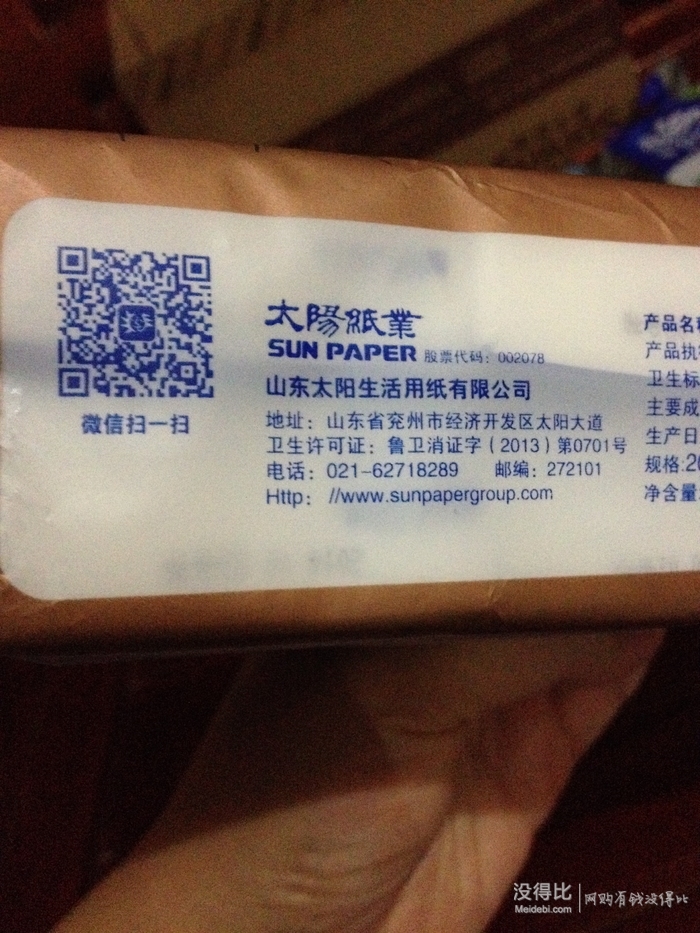 太陽紙業
SUN PAPER 股票代码：002078
山东太阳生活用纸有限公司
地址：山东省兖州市经济开发区太阳大道
卫生许可证：鲁卫消证字（2013）第0701号
电话：021-62718289 邮编：272101
Http：//www.sunpapergroup.com
微信扫一扫
产品名
产品执
卫生标
主要成
生产日
规格:2
净含量
没得比
Meidebi.com
网购有钱没得比